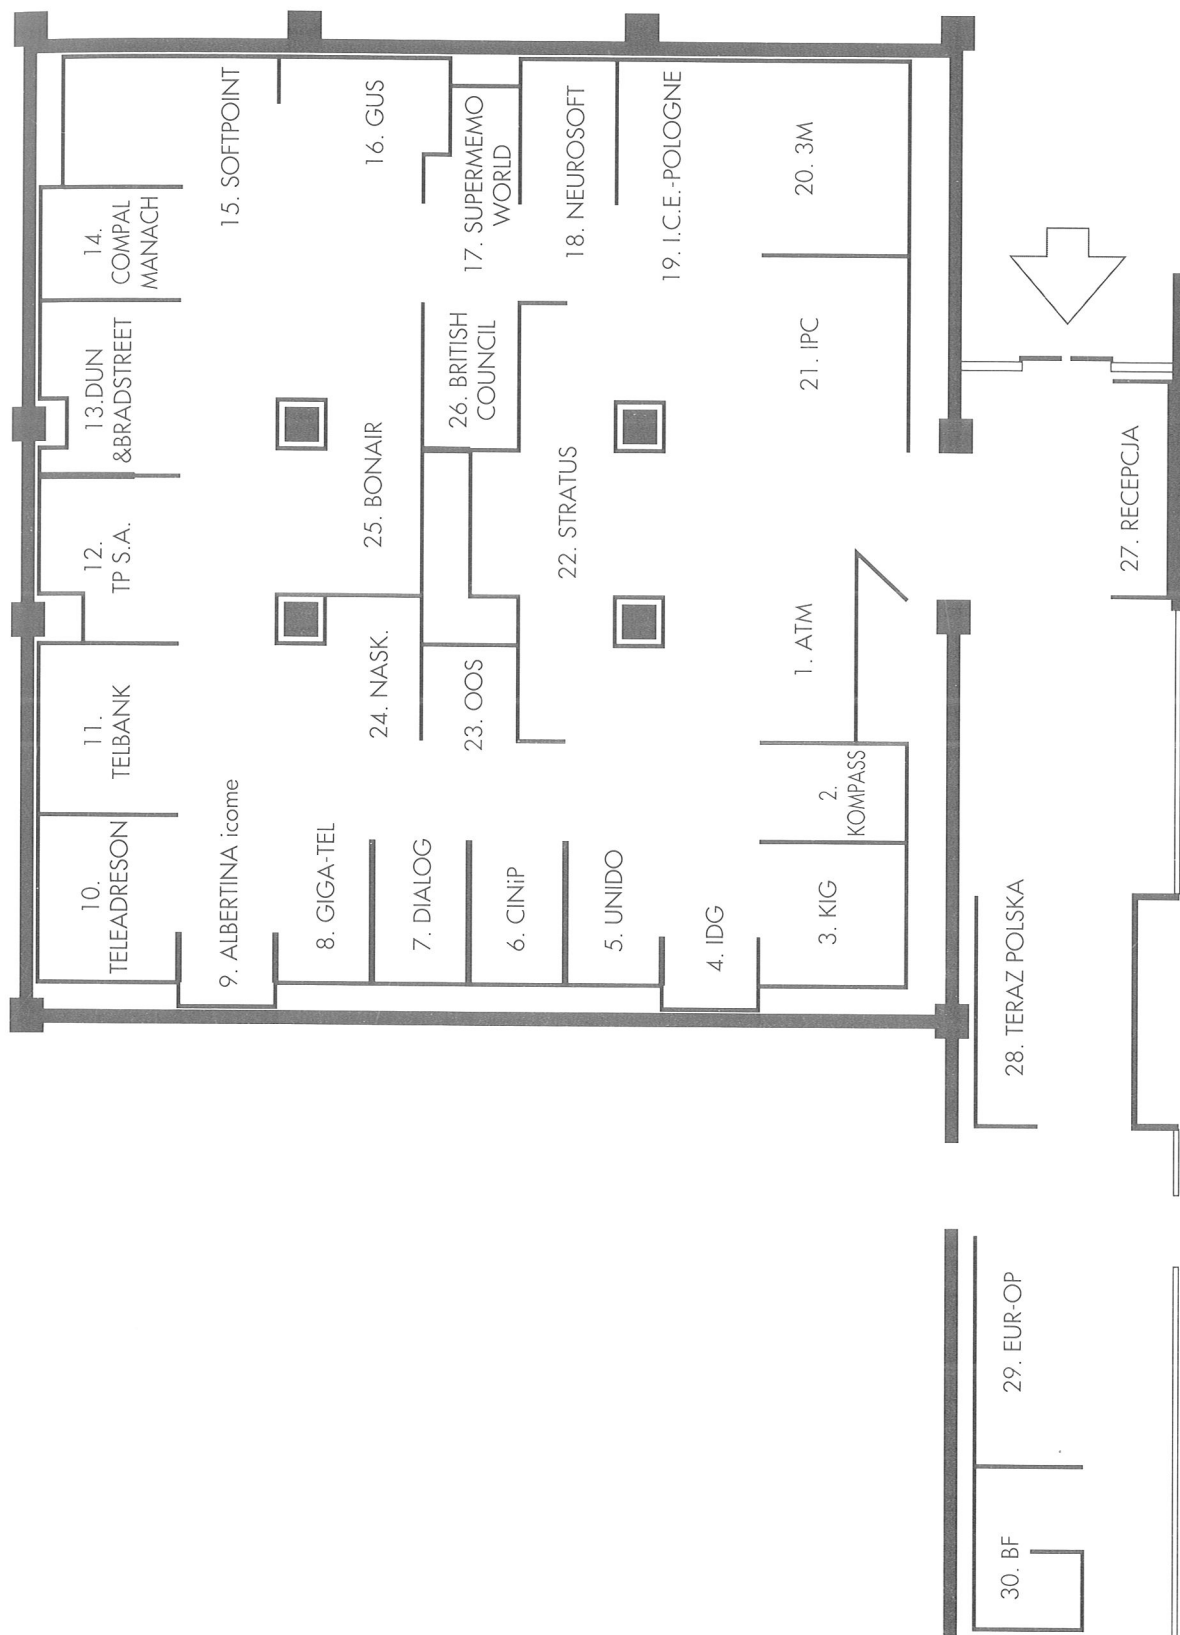 1. ATM
2.
KOMPASS
3. KIG
4. IDG
5. UNIDO
6. CINiP
7. DIALOG
8. GIGA-TEL
9. ALBERTINA icome
10.
TELEADRESON
11.
TELBANK
12.
TP S.A.
13.DUN
&BRADSTREET
14.
COMPAL
MANACH
15. SOFTPOINT
16. GUS
17. SUPERMEMO
WORLD
18. NEUROSOFT
19. I.C.E.-POLOGNE
20. 3M
21. IPC
22. STRATUS
23. OOS
24. NASK.
25. BONAIR
26. BRITISH
COUNCIL
27. RECEPCJA
28. TERAZ POLSKA
29. EUR-OP
30. BF